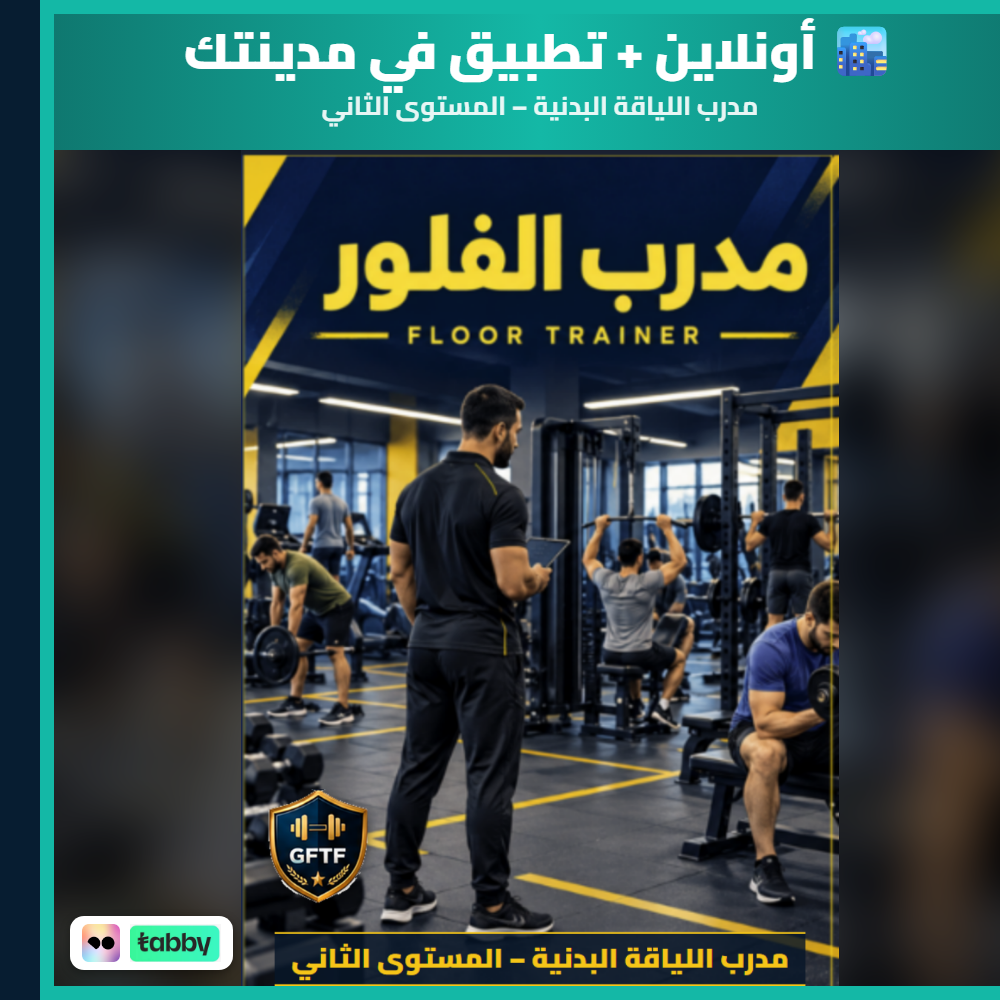 أونلاين + تطبيق في مدينتك
مدرب اللياقة البدنية – المستوى الثاني
مدرب الفلور
FLOOR TRAINER
GFTF
tabby
مدرب اللياقة البدنية – المستوى الثاني